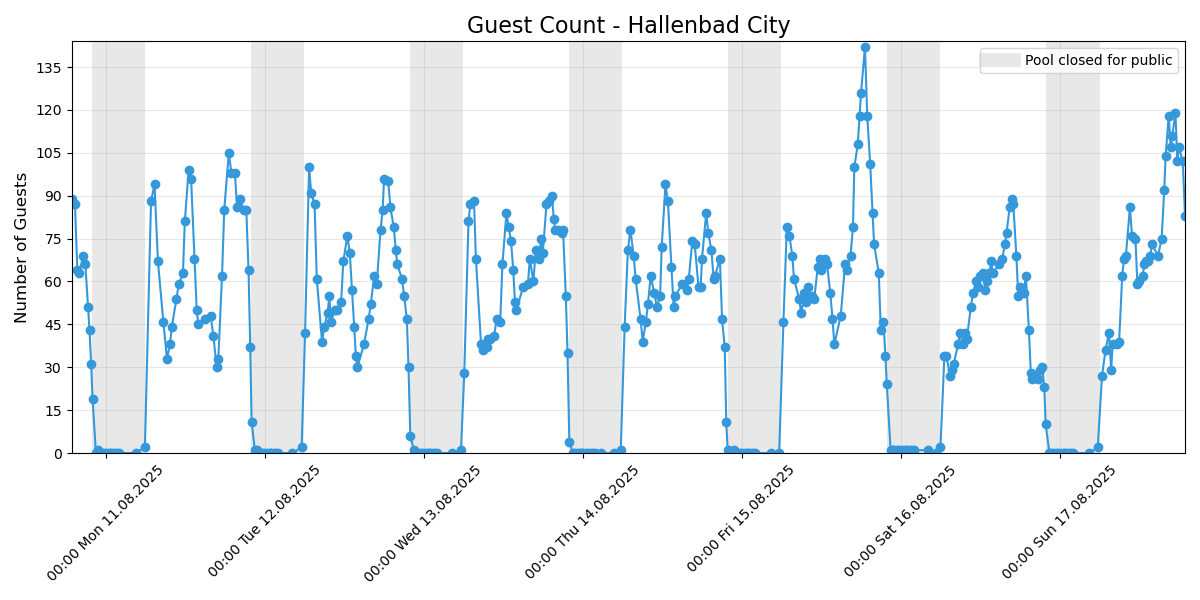 Guest Count - Hallenbad City
Pool closed for public
Number of Guests
135
120
105
90
75
60
45
30
15
0
00:00 Mon 11.08.2025
00:00 Tue 12.08.2025
00:00 Wed 13.08.2025
00:00 Thu 14.08.2025
00:00 Fri 15.08.2025
00:00 Sat 16.08.2025
00:00 Sun 17.08.2025